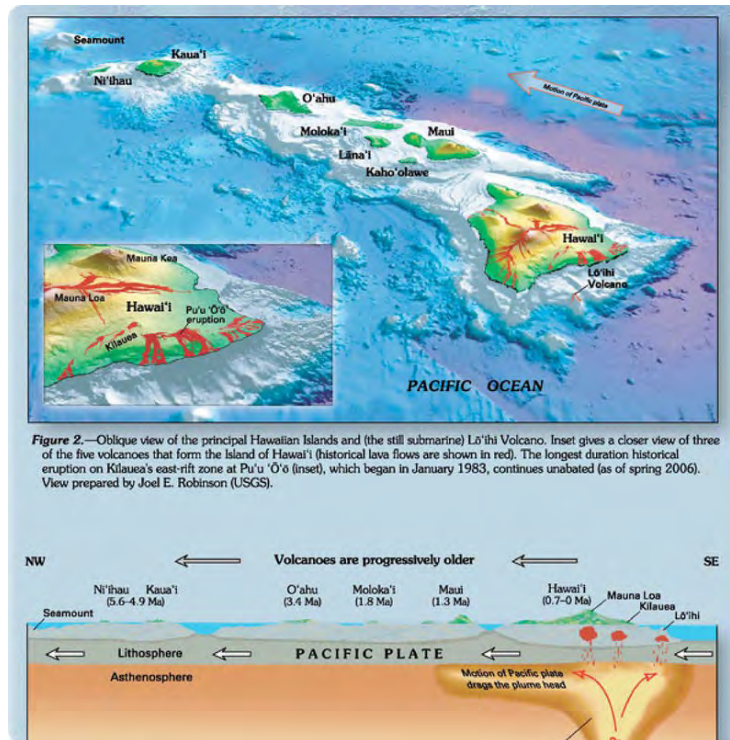 Seamount
Kaua'i
Ni'ihau
O'ahu
Motion of Pacific plate
Moloka'i
Maui
Lāna'i
Kaho'olawe
Hawai'i
Lō'ihi
Volcano
Mauna Kea
Mauna Loa
Hawai'i
Pu'u 'Ō'ō
eruption
Kilauea
PACIFIC OCEAN
Figure 2.—Oblique view of the principal Hawaiian Islands and (the still submarine) Lō'ihi Volcano. Inset gives a closer view of three
of the five volcanoes that form the Island of Hawai'i (historical lava flows are shown in red). The longest duration historical
eruption on Kīlauea's east-rift zone at Pu'u 'Ō'ō (inset), which began in January 1983, continues unabated (as of spring 2006).
View prepared by Joel E. Robinson (USGS).
NW
Volcanoes are progressively older
SE
Ni'ihau Kaua'i
(5.6–4.9 Ma)
O'ahu
(3.4 Ma)
Moloka'i
(1.8 Ma)
Maui
(1.3 Ma)
Hawai'i
(0.7–0 Ma)
Mauna Loa
Kilauea
Lō'ihi
Seamount
Lithosphere
PACIFIC PLATE
Asthenosphere
Motion of Pacific plate
drags the plume head